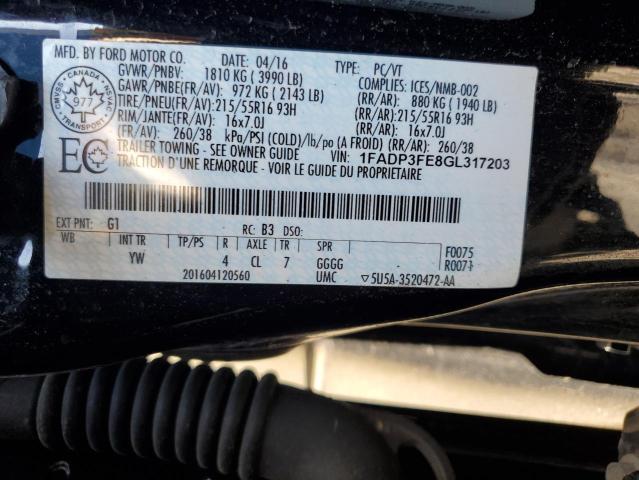 MFD. BY FORD MOTOR CO. DATE: 04/16 TYPE: PC/VT
GVWR/PNBV: 1810 KG ( 3990 LB) COMPLIES: ICES/NMB-002
GAWR/PNBE(FR/AV): 972 KG ( 2143 LB) (RR/AR): 880 KG ( 1940 LB)
TIRE/PNEU(FR/AV): 215/55R16 93H (RR/AR): 215/55R16 93H
RIM/JANTE(FR/AV): 16x7.0J (RR/AR): 16x7.0J
(FR/AV): 260/38 kPa/PSI (COLD)/lb/po (A FROID) (RR/AR): 260/38
TRAILER TOWING - SEE OWNER GUIDE VIN: 1FADP3FE8GL317203
TRACTION D'UNE REMORQUE - VOIR LE GUIDE DU PROPRIETAIRE
CMVSS CANADA NSVAC
977
TRANSPORT
EC
EXT PNT: G1 RC: B3 DSO:
WB INT TR TP/PS R AXLE TR SPR F0075
YW 4 CL 7 GGGG R0071
201604120560 UMC 5U5A-3520472-AA